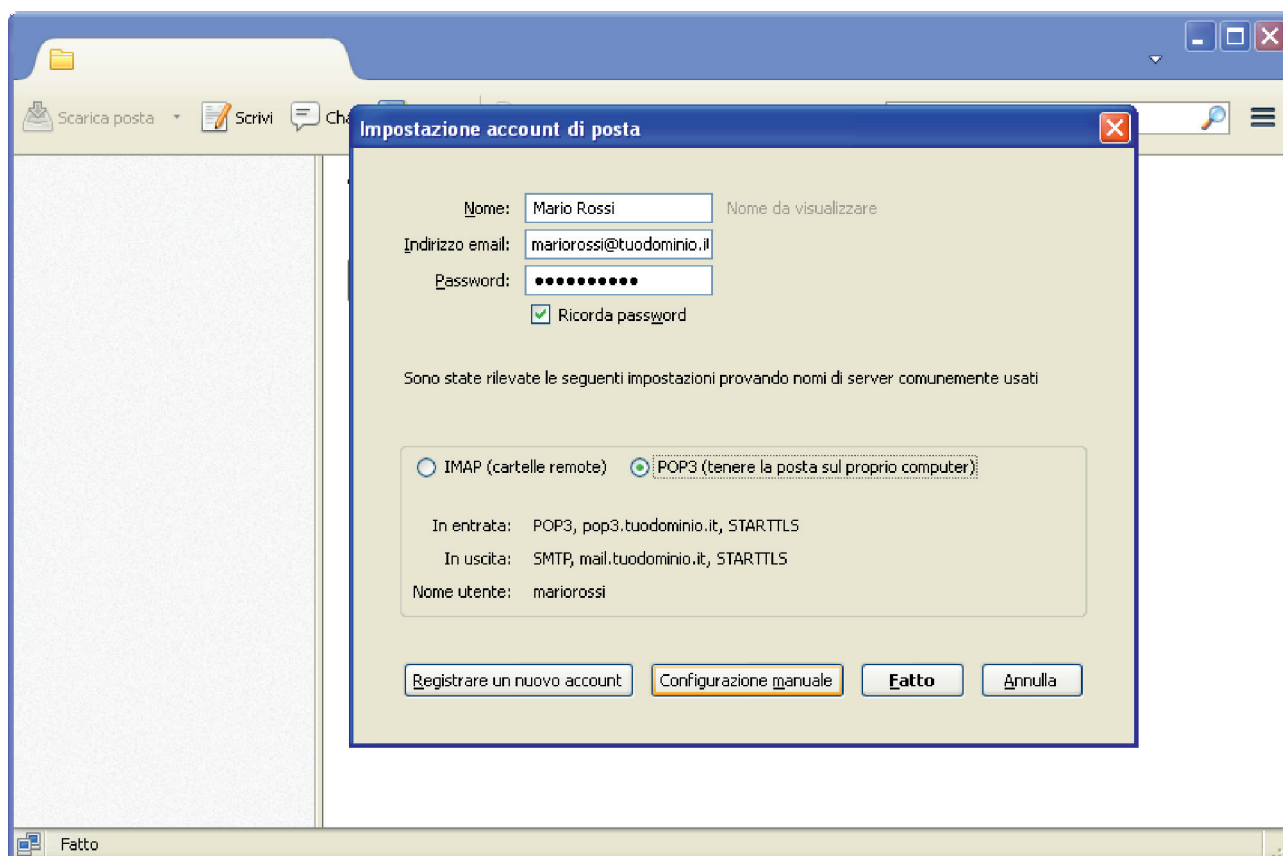 Scarica posta
Scrivi
Impostazione account di posta
Nome: Mario Rossi Nome da visualizzare
Indirizzo email: mariorossi@tuodominio.i
Password: ●●●●●●●●●●
Ricorda password
Sono state rilevate le seguenti impostazioni provando nomi di server comunemente usati
IMAP (cartelle remote) POP3 (tenere la posta sul proprio computer)
In entrata: POP3, pop3.tuodominio.it, STARTTLS
In uscita: SMTP, mail.tuodominio.it, STARTTLS
Nome utente: mariorossi
Registrare un nuovo account Configurazione manuale Fatto Annulla
Fatto